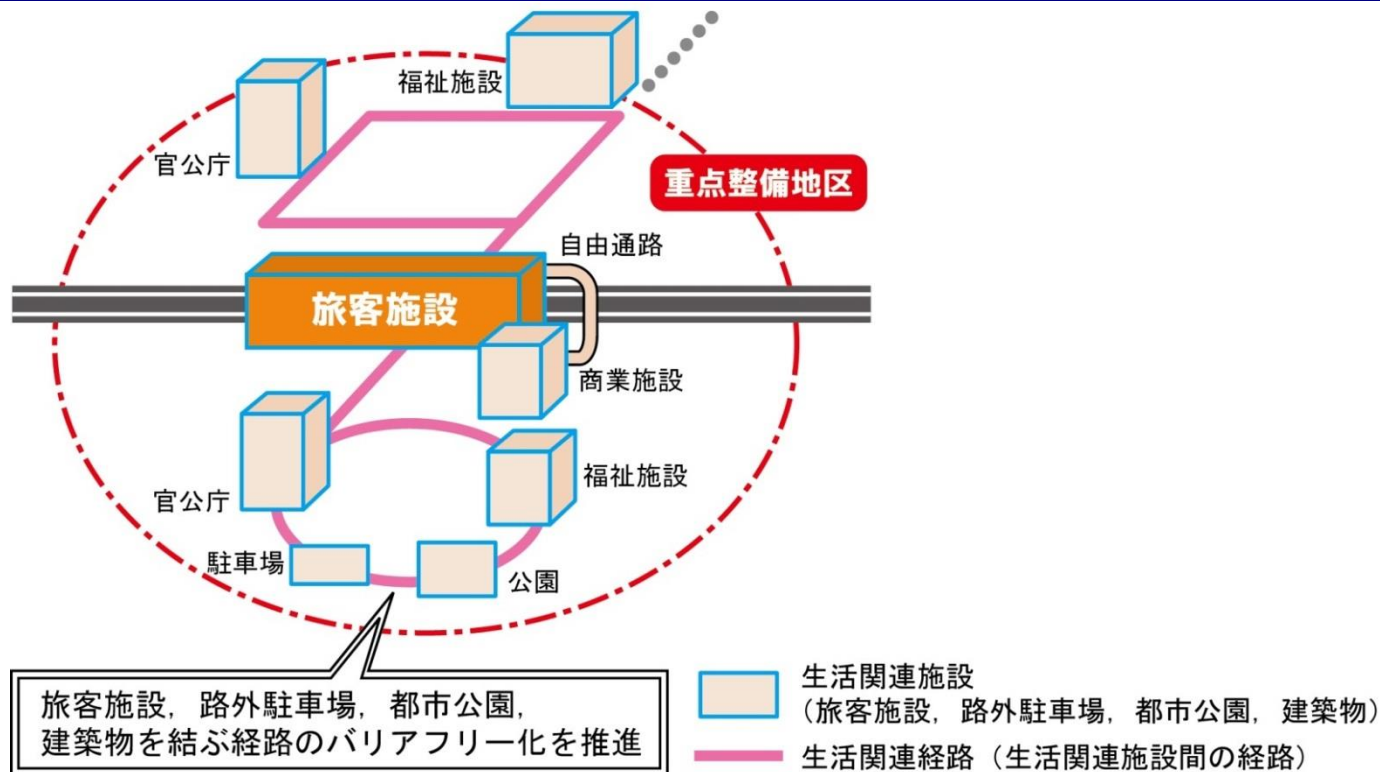 福祉施設
官公庁
重点整備地区
自由通路
旅客施設
商業施設
福祉施設
官公庁
駐車場
公園
旅客施設，路外駐車場，都市公園，
建築物を結ぶ経路のバリアフリー化を推進
生活関連施設
（旅客施設，路外駐車場，都市公園，建築物）
生活関連経路（生活関連施設間の経路）